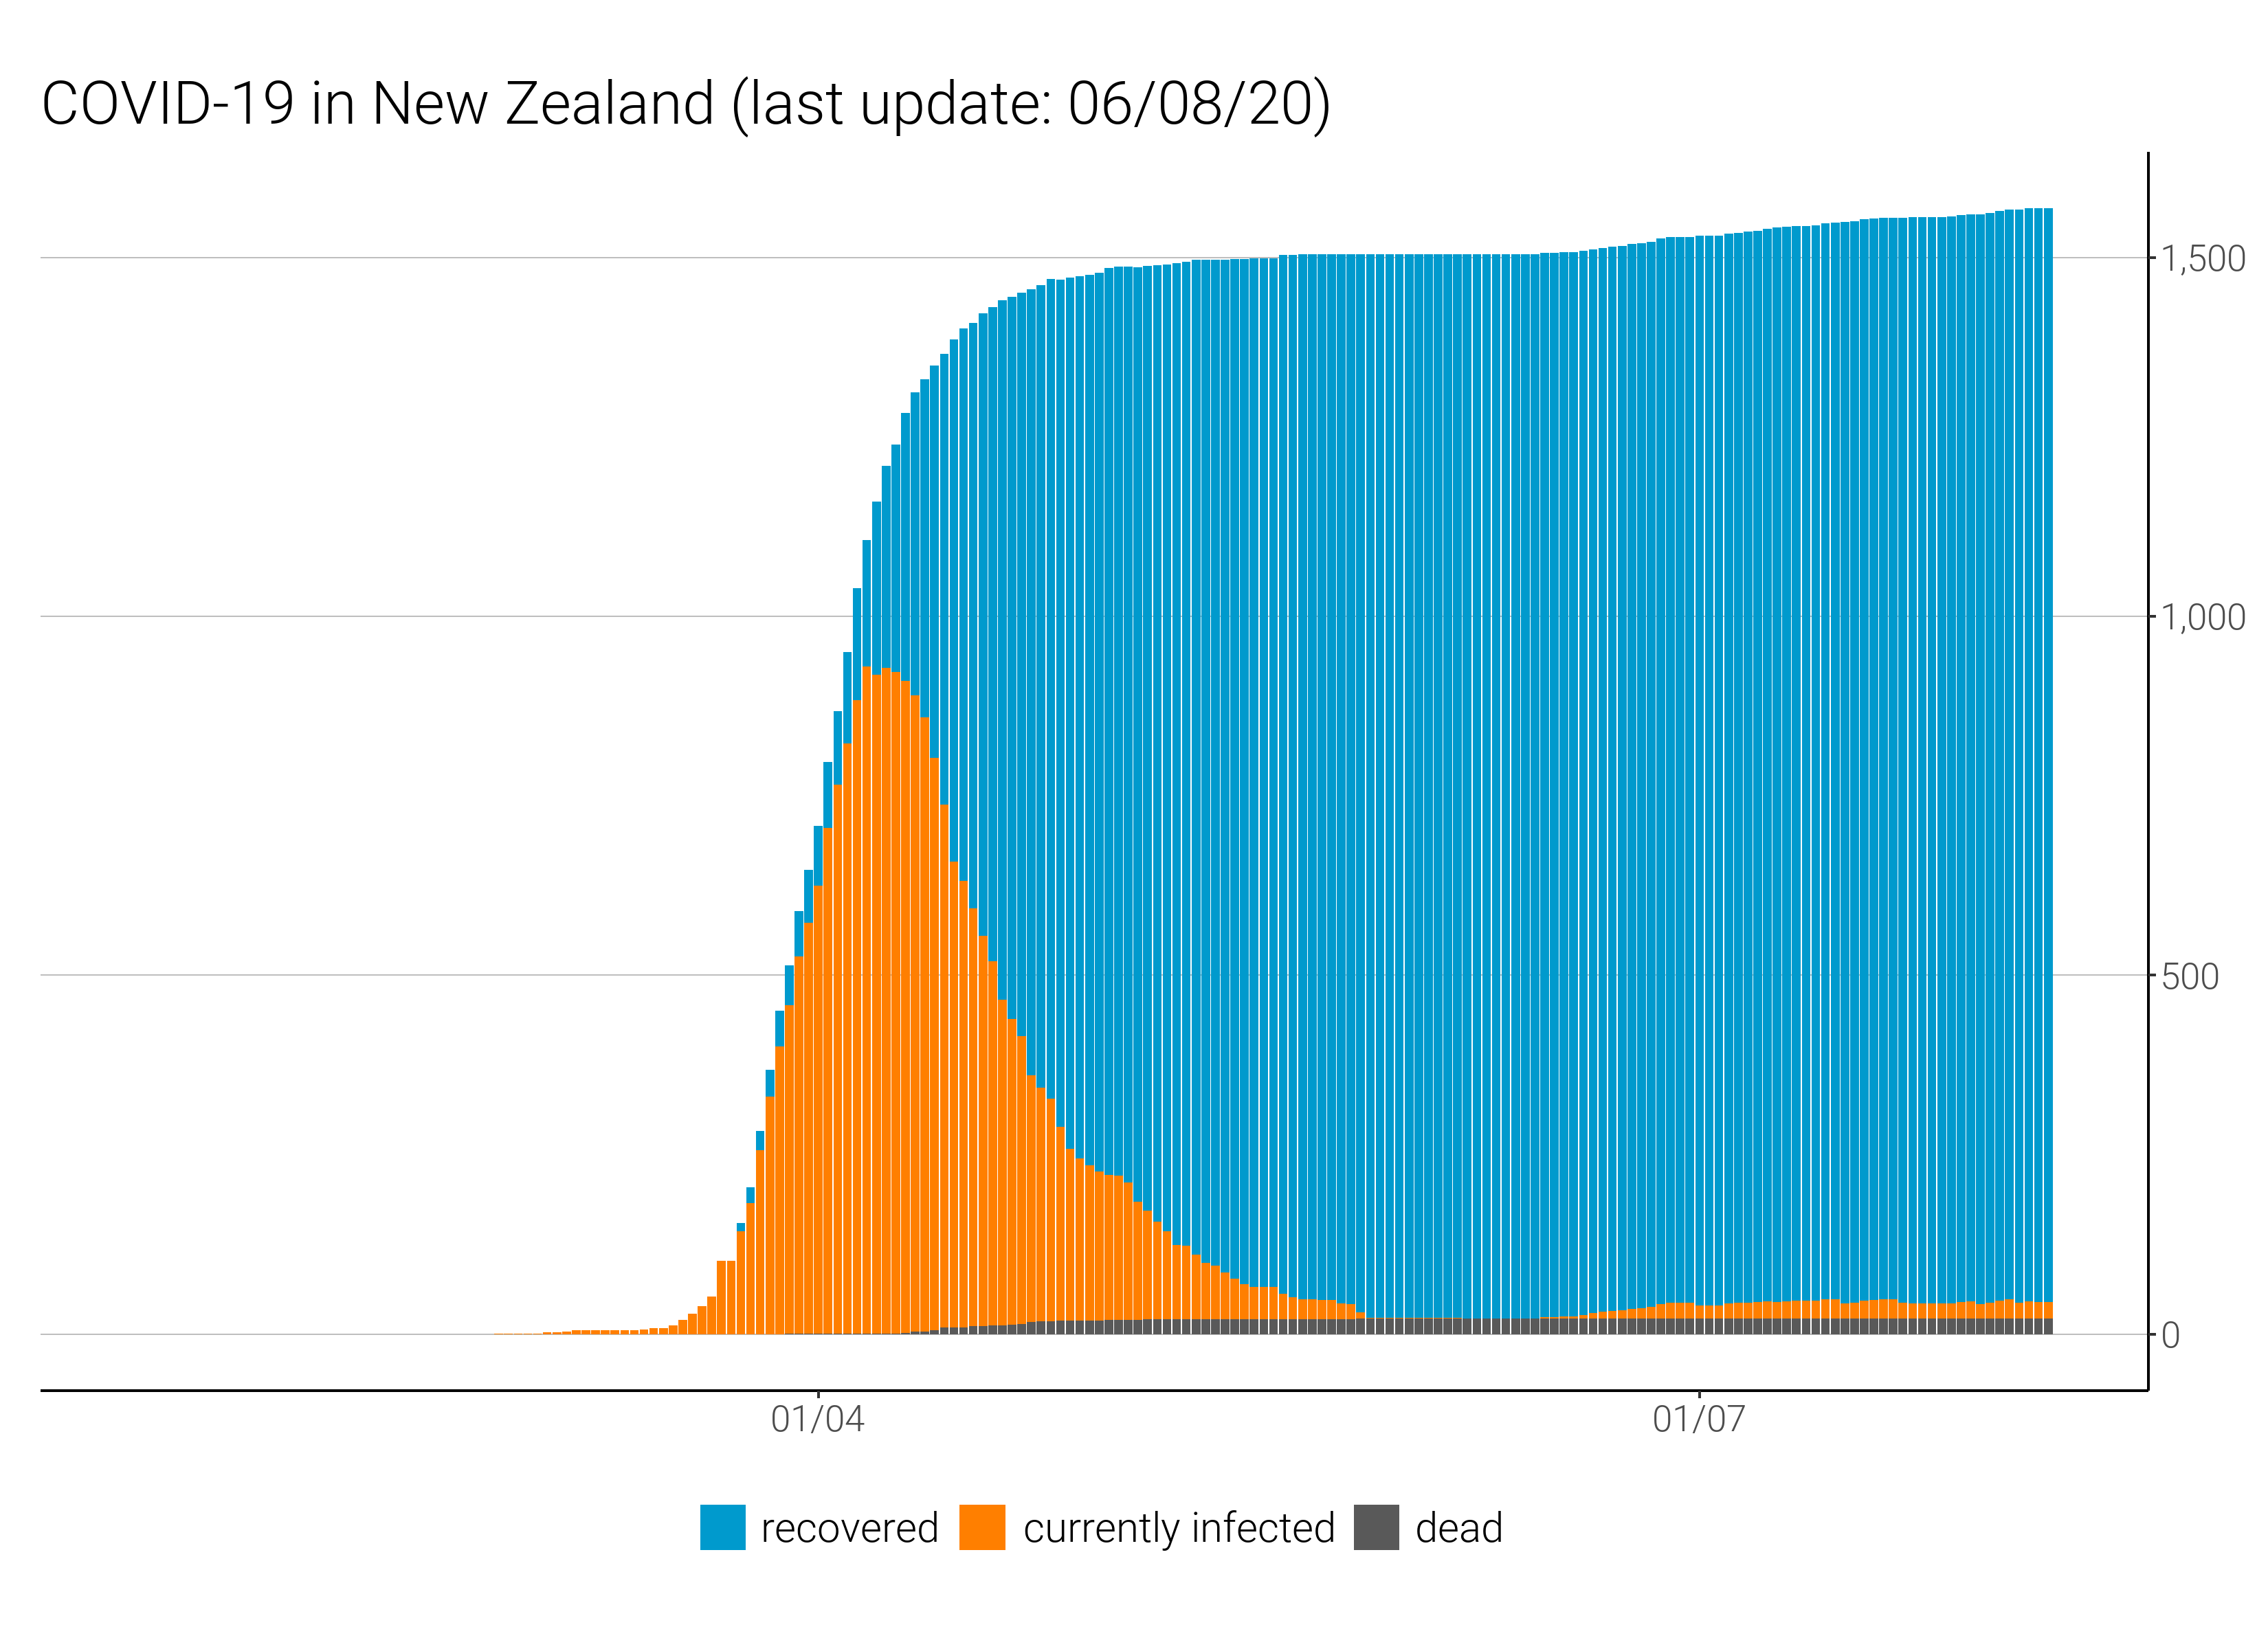 COVID-19 in New Zealand (last update: 06/08/20)
1,500
1,000
500
0
01/04 01/07
recovered currently infected dead